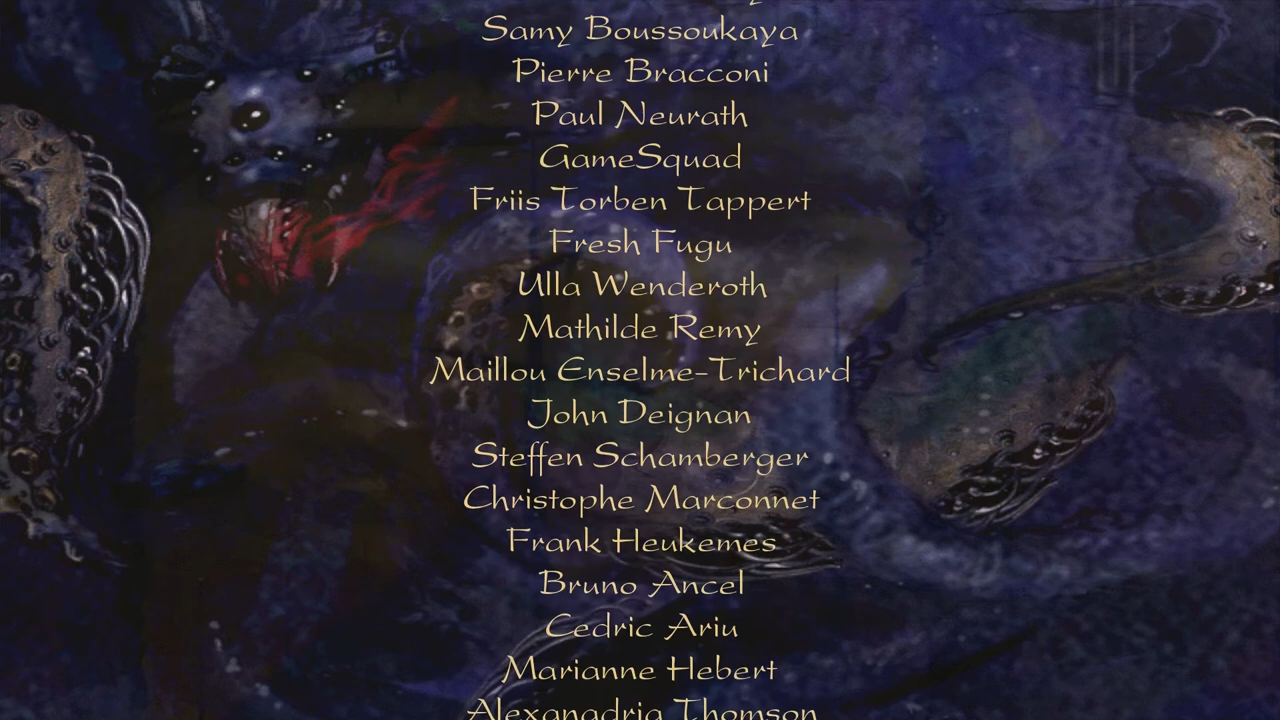 Samy Boussoukaya
Pierre Bracconi
Paul Neurath
GameSquad
Friis Torben Tappert
Fresh Fugu
Ulla Wenderoth
Mathilde Remy
Maillou Enselme-Trichard
John Deignan
Steffen Schamberger
Christophe Marconnet
Frank Heukemes
Bruno Ancel
Cedric Ariu
Marianne Hebert
Alexanadria Thomson